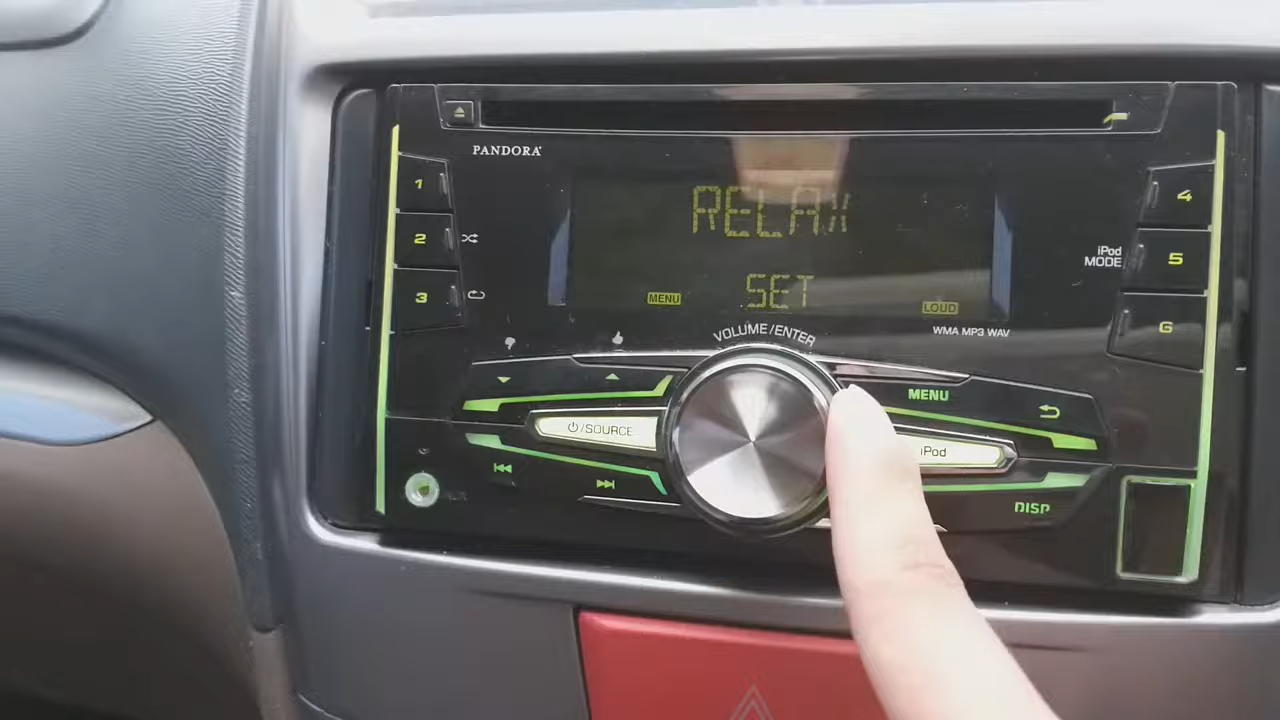 PANDORA
1
2
3
4
iPod
MODE
5
6
RELAX
SET
MENU
LOUD
WMA MP3 WAV
VOLUME/ENTER
MENU
/SOURCE
iPod
DISP